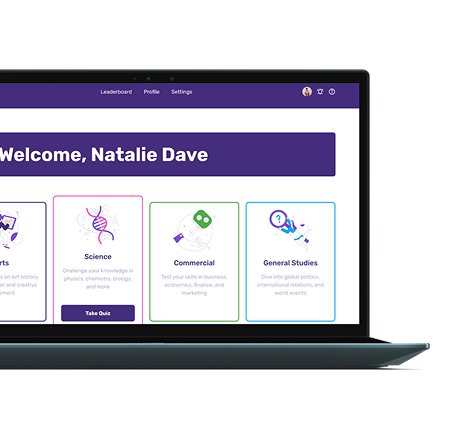 Leaderboard Profile Settings
Welcome, Natalie Dave
rts
s on Art history,
er and creative
ement
Science
Challenge your knowledge in
physics, chemistry, biology,
and more
Take Quiz
Commercial
Test your skills in business,
economics, finance, and
marketing
General Studies
Dive into global politics,
international relations, and
world events